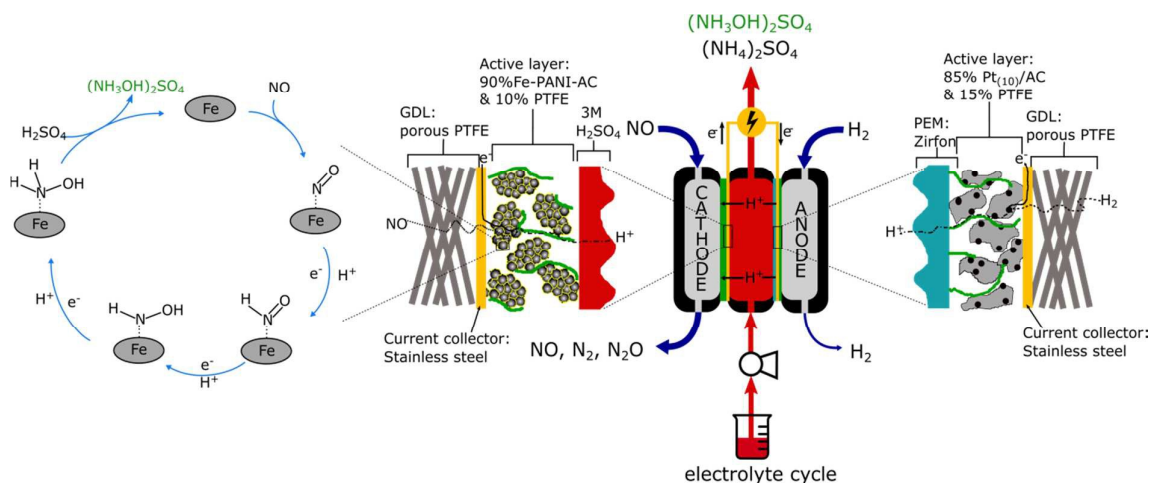 (NH3OH)2SO4
H2SO4
Fe
NO
H
H
N
OH
Fe
N
O
Fe
e-
H+
H
N
O
Fe
e-
H+
H
N
OH
Fe
H+
e-
GDL:
porous PTFE
Active layer:
90%Fe-PANI-AC
& 10% PTFE
3M
H2SO4
e-
NO
H+
Current collector:
Stainless steel
(NH3OH)2SO4
(NH4)2SO4
NO
e-
e-
H2
CATHODE
H+
H+
ANODE
NO, N2, N2O
H2
electrolyte cycle
Active layer:
85% Pt(10)/AC
& 15% PTFE
PEM:
Zirfon
GDL:
porous PTFE
e-
H2
H+
Current collector:
Stainless steel